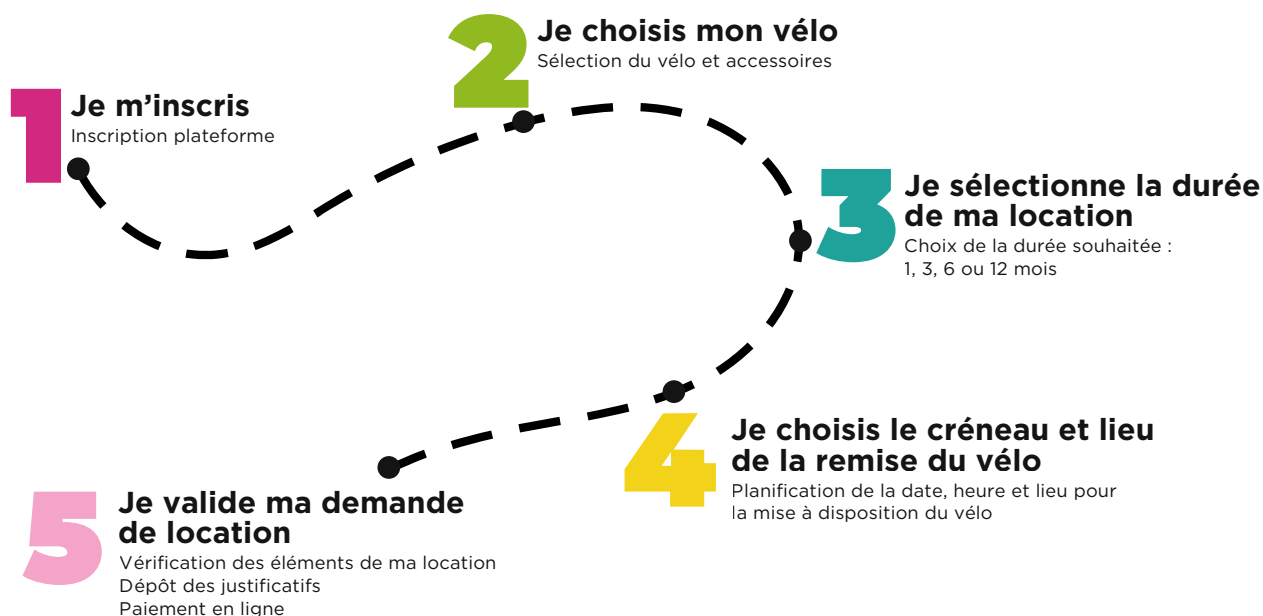 1
Je m’inscris
Inscription plateforme
2
Je choisis mon vélo
Sélection du vélo et accessoires
3
Je sélectionne la durée
de ma location
Choix de la durée souhaitée :
1, 3, 6 ou 12 mois
4
Je choisis le créneau et lieu
de la remise du vélo
Planification de la date, heure et lieu pour
la mise à disposition du vélo
5
Je valide ma demande
de location
Vérification des éléments de ma location
Dépôt des justificatifs
Paiement en ligne